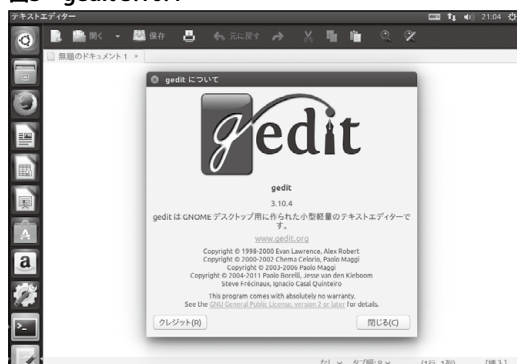 テキストエディター
21:04
開く
保存
元に戻す
無題のドキュメント 1 ×
gedit について
gedit
gedit
3.10.4
gedit は GNOME デスクトップ用に作られた小型軽量のテキストエディターで
す。
www.gedit.org
Copyright © 1998-2000 Evan Lawrence, Alex Robert
Copyright © 2000-2002 Chema Celorio, Paolo Maggi
Copyright © 2003-2006 Paolo Maggi
Copyright © 2004-2011 Paolo Borelli, Jesse van den Kieboom
Steve Frécinaux, Ignacio Casal Quinteiro
This program comes with absolutely no warranty.
See the GNU General Public License, version 2 or later for details.
クレジット(R)
閉じる(C)